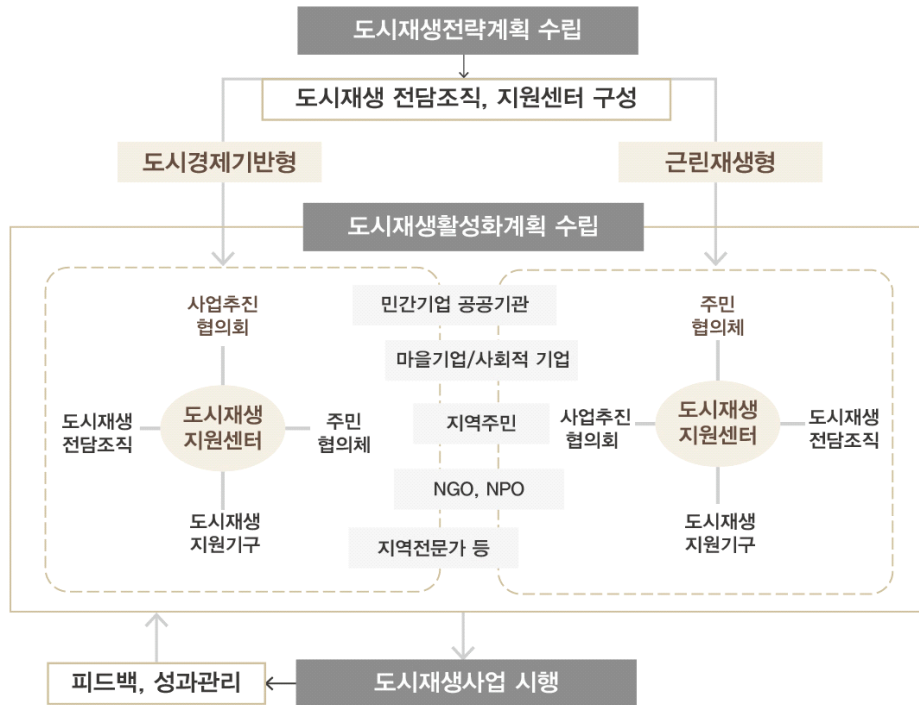 도시재생전략계획 수립
도시재생 전담조직, 지원센터 구성
도시경제기반형
근린재생형
도시재생활성화계획 수립
사업추진
협의회
도시재생
전담조직
도시재생
지원센터
주민
협의체
도시재생
지원기구
민간기업 공공기관
마을기업/사회적 기업
지역주민
NGO, NPO
지역전문가 등
주민
협의체
사업추진
협의회
도시재생
지원센터
도시재생
전담조직
도시재생
지원기구
피드백, 성과관리
도시재생사업 시행